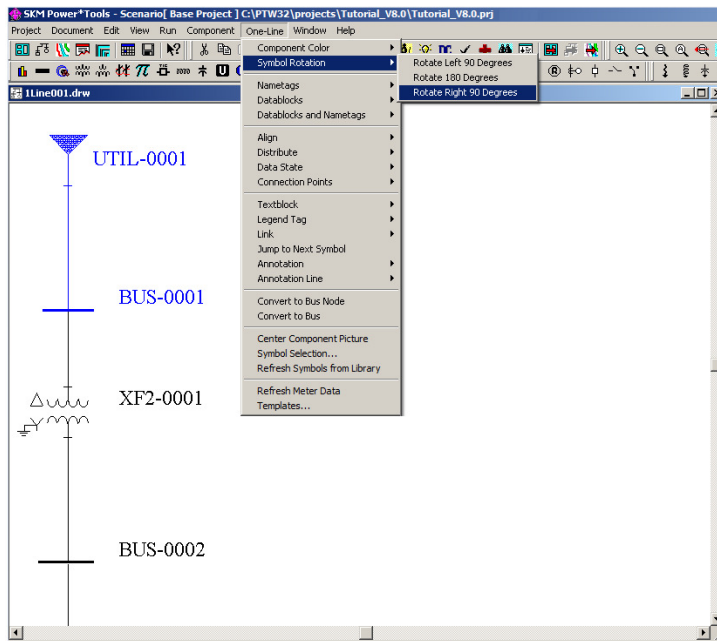 SKM Power*Tools - Scenario[ Base Project ] C:\PTW32\projects\Tutorial_V8.0\Tutorial_V8.0.prj
Project Document Edit View Run Component One-Line Window Help
Component Color
Symbol Rotation
Rotate Left 90 Degrees
Rotate 180 Degrees
Rotate Right 90 Degrees
Nametags
Datablocks
Datablocks and Nametags
Align
Distribute
Data State
Connection Points
Textblock
Legend Tag
Link
Jump to Next Symbol
Annotation
Annotation Line
Convert to Bus Node
Convert to Bus
Center Component Picture
Symbol Selection...
Refresh Symbols from Library
Refresh Meter Data
Templates...
1Line001.drw
UTIL-0001
BUS-0001
XF2-0001
BUS-0002